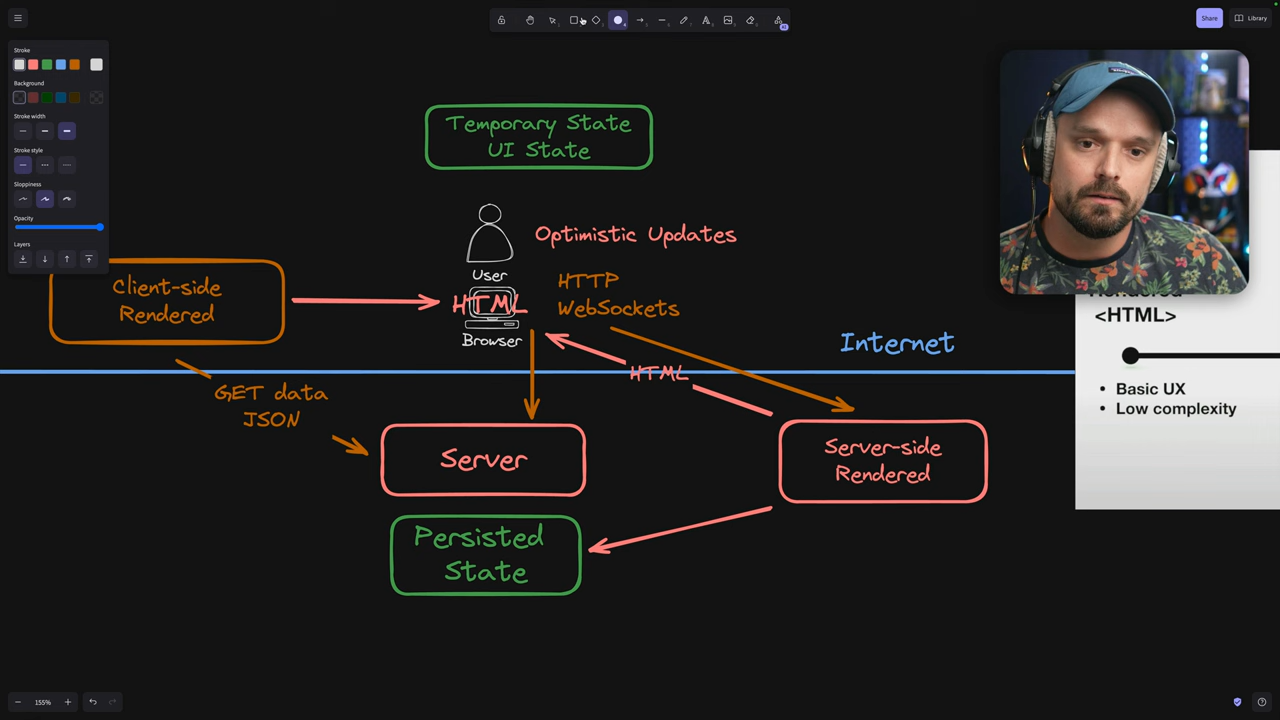 Share
Library
Stroke
Background
Stroke width
Stroke style
Sloppiness
Opacity
Layers
Temporary State
UI State
Optimistic Updates
User
HTTP
WebSockets
HTML
Browser
Client-side
Rendered
Internet
HTML
GET data
JSON
Server
Server-side
Rendered
Persisted
State
Rendered
<HTML>
• Basic UX
• Low complexity
155%